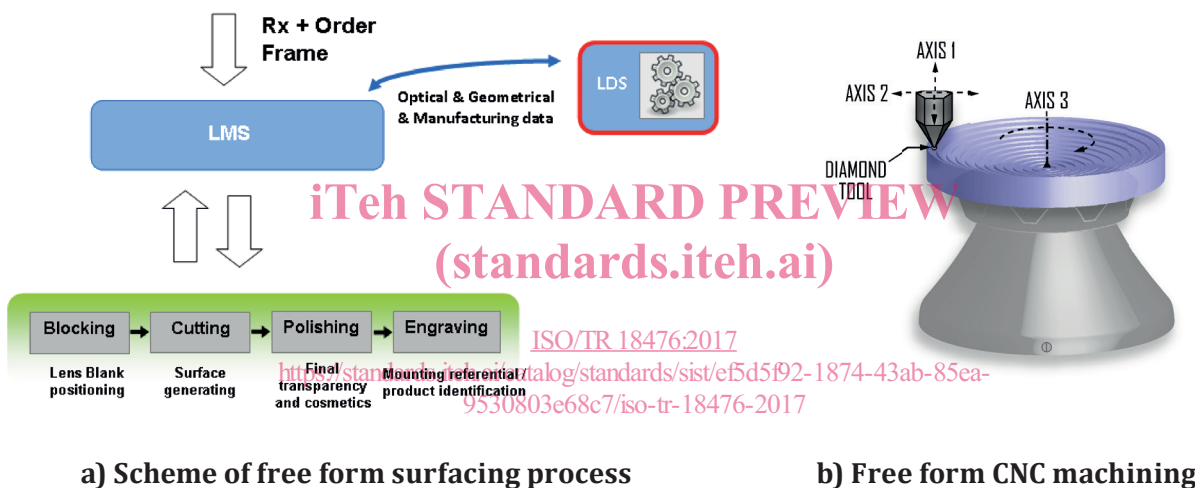 Rx + Order
Frame
LMS
Optical & Geometrical
& Manufacturing data
LDS
Blocking
Cutting
Polishing
Engraving
Lens Blank
positioning
Surface
generating
Final
transparency
and cosmetics
Mounting referential /
product identification
AXIS 1
AXIS 2
AXIS 3
DIAMOND
TOOL
iTeh STANDARD PREVIEW
(standards.iteh.ai)
ISO/TR 18476:2017
https://standards.iteh.ai/catalog/standards/sist/ef5d5f92-1874-43ab-85ea-
9530803e68c7/iso-tr-18476-2017
a) Scheme of free form surfacing process
b) Free form CNC machining